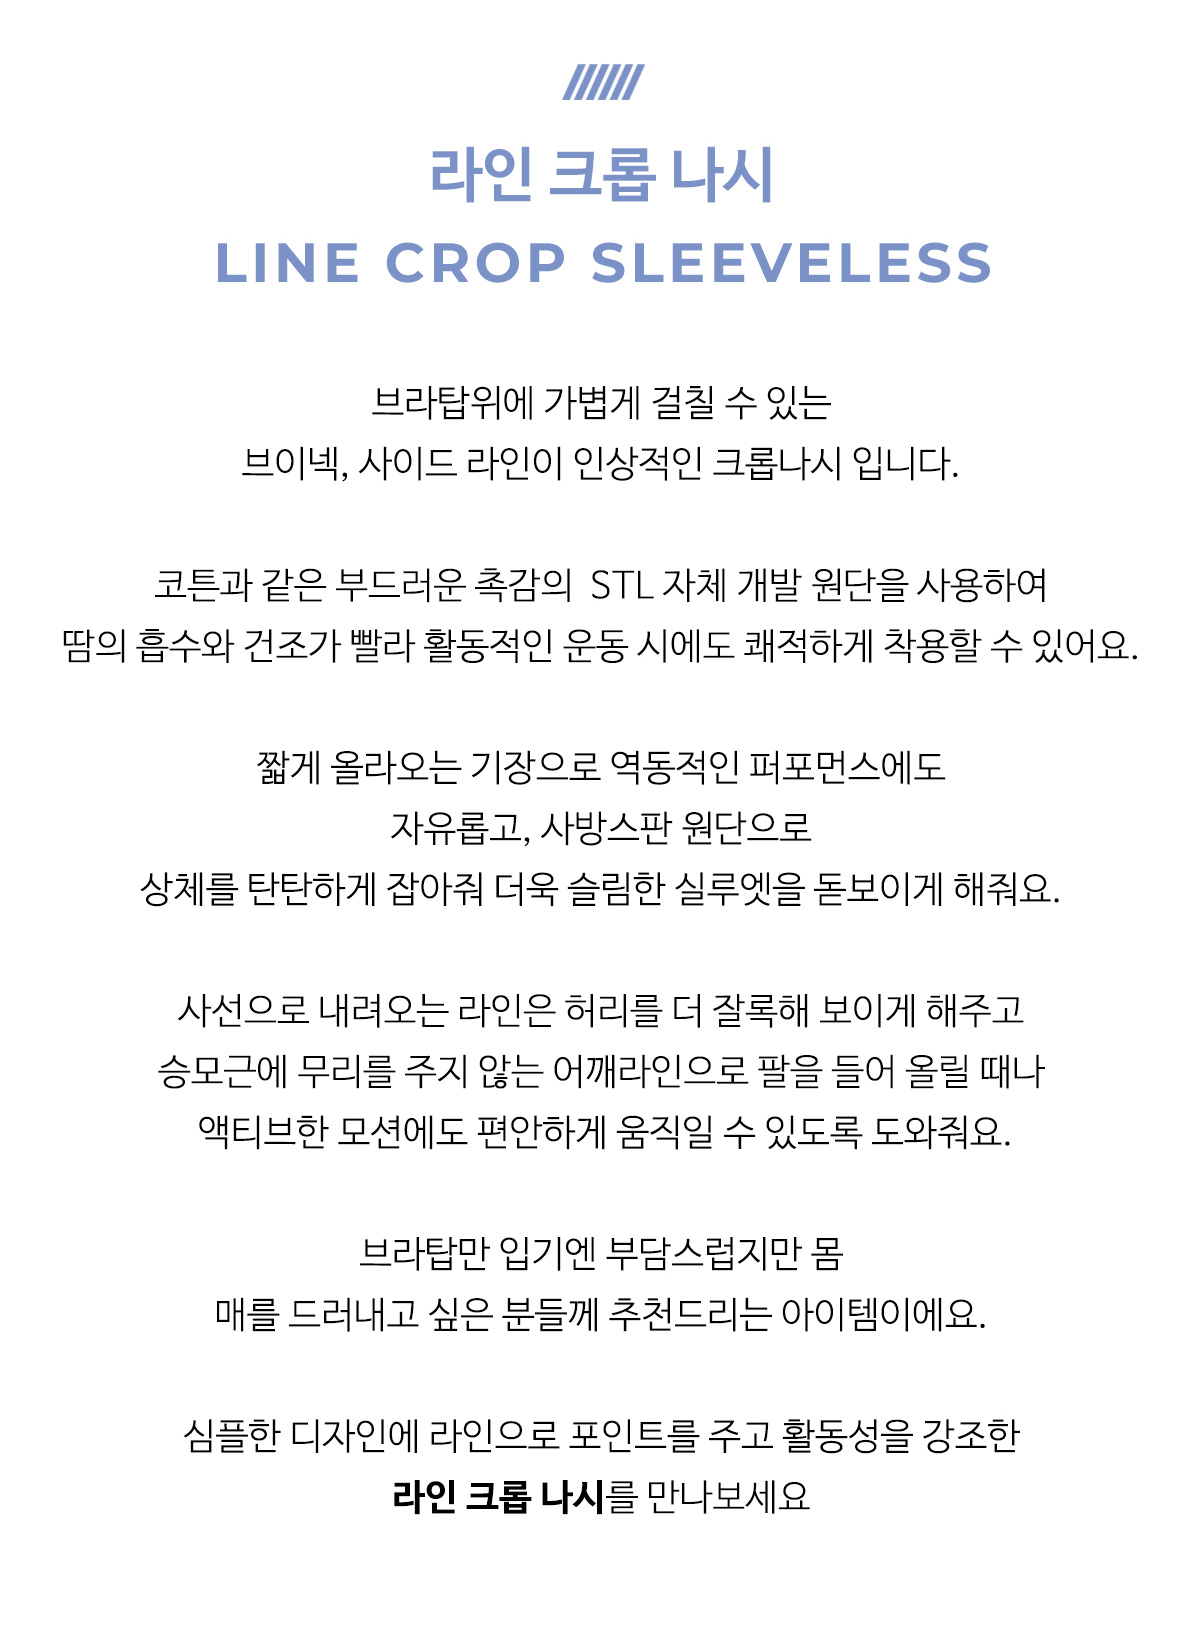 라인 크롭 나시
LINE CROP SLEEVELESS
브라탑위에 가볍게 걸칠 수 있는
브이넥, 사이드 라인이 인상적인 크롭나시 입니다.
코튼과 같은 부드러운 촉감의 STL 자체 개발 원단을 사용하여
땀의 흡수와 건조가 빨라 활동적인 운동 시에도 쾌적하게 착용할 수 있어요.
짧게 올라오는 기장으로 역동적인 퍼포먼스에도
자유롭고, 사방스판 원단으로
상체를 탄탄하게 잡아줘 더욱 슬림한 실루엣을 돋보이게 해줘요.
사선으로 내려오는 라인은 허리를 더 잘록해 보이게 해주고
승모근에 무리를 주지 않는 어깨라인으로 팔을 들어 올릴 때나
액티브한 모션에도 편안하게 움직일 수 있도록 도와줘요.
브라탑만 입기엔 부담스럽지만 몸
매를 드러내고 싶은 분들께 추천드리는 아이템이에요.
심플한 디자인에 라인으로 포인트를 주고 활동성을 강조한
라인 크롭 나시를 만나보세요